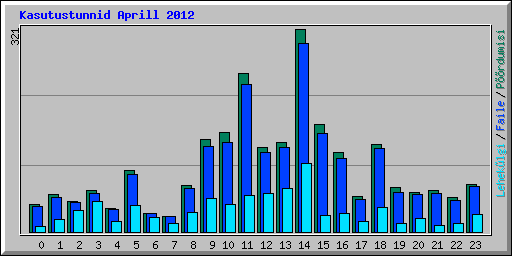 Kasutustunnid Aprill 2012
321
0 1 2 3 4 5 6 7 8 9 10 11 12 13 14 15 16 17 18 19 20 21 22 23
Lehekülgi / Faile / Pöördumisi